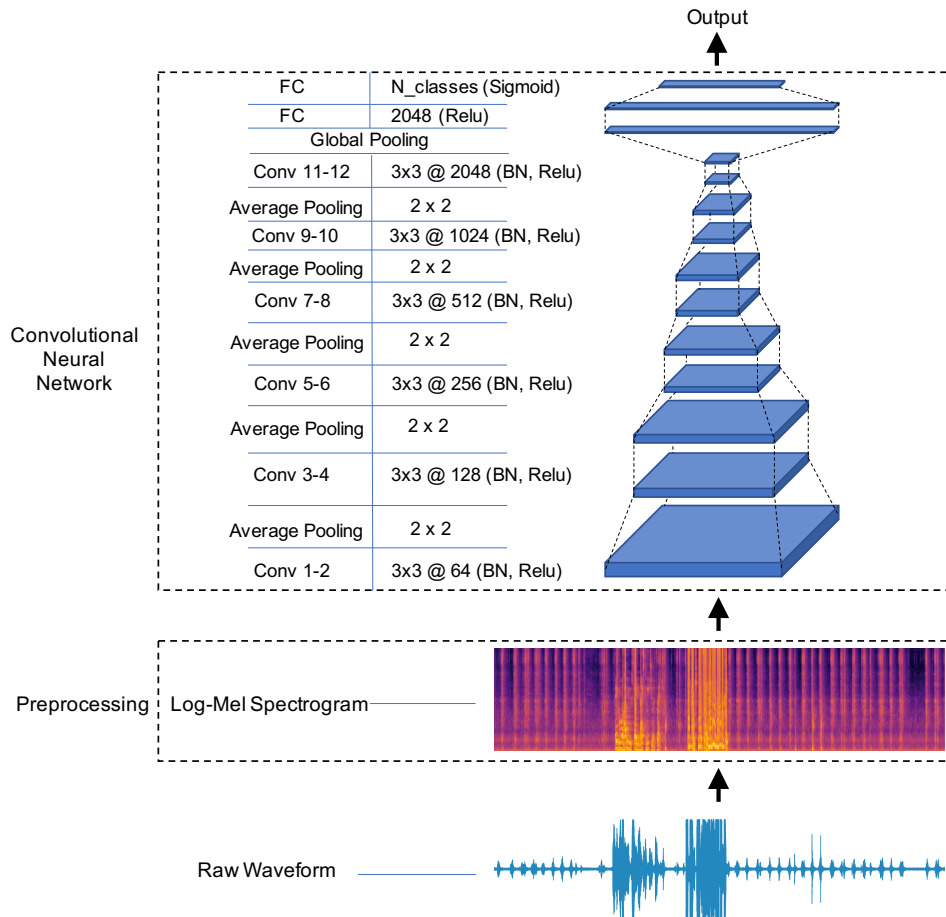 Output
FC N_classes (Sigmoid)
FC 2048 (Relu)
Global Pooling
Conv 11-12 3x3 @ 2048 (BN, Relu)
Average Pooling 2 x 2
Conv 9-10 3x3 @ 1024 (BN, Relu)
Average Pooling 2 x 2
Conv 7-8 3x3 @ 512 (BN, Relu)
Average Pooling 2 x 2
Conv 5-6 3x3 @ 256 (BN, Relu)
Average Pooling 2 x 2
Conv 3-4 3x3 @ 128 (BN, Relu)
Average Pooling 2 x 2
Conv 1-2 3x3 @ 64 (BN, Relu)
Convolutional
Neural
Network
Preprocessing
Log-Mel Spectrogram
Raw Waveform